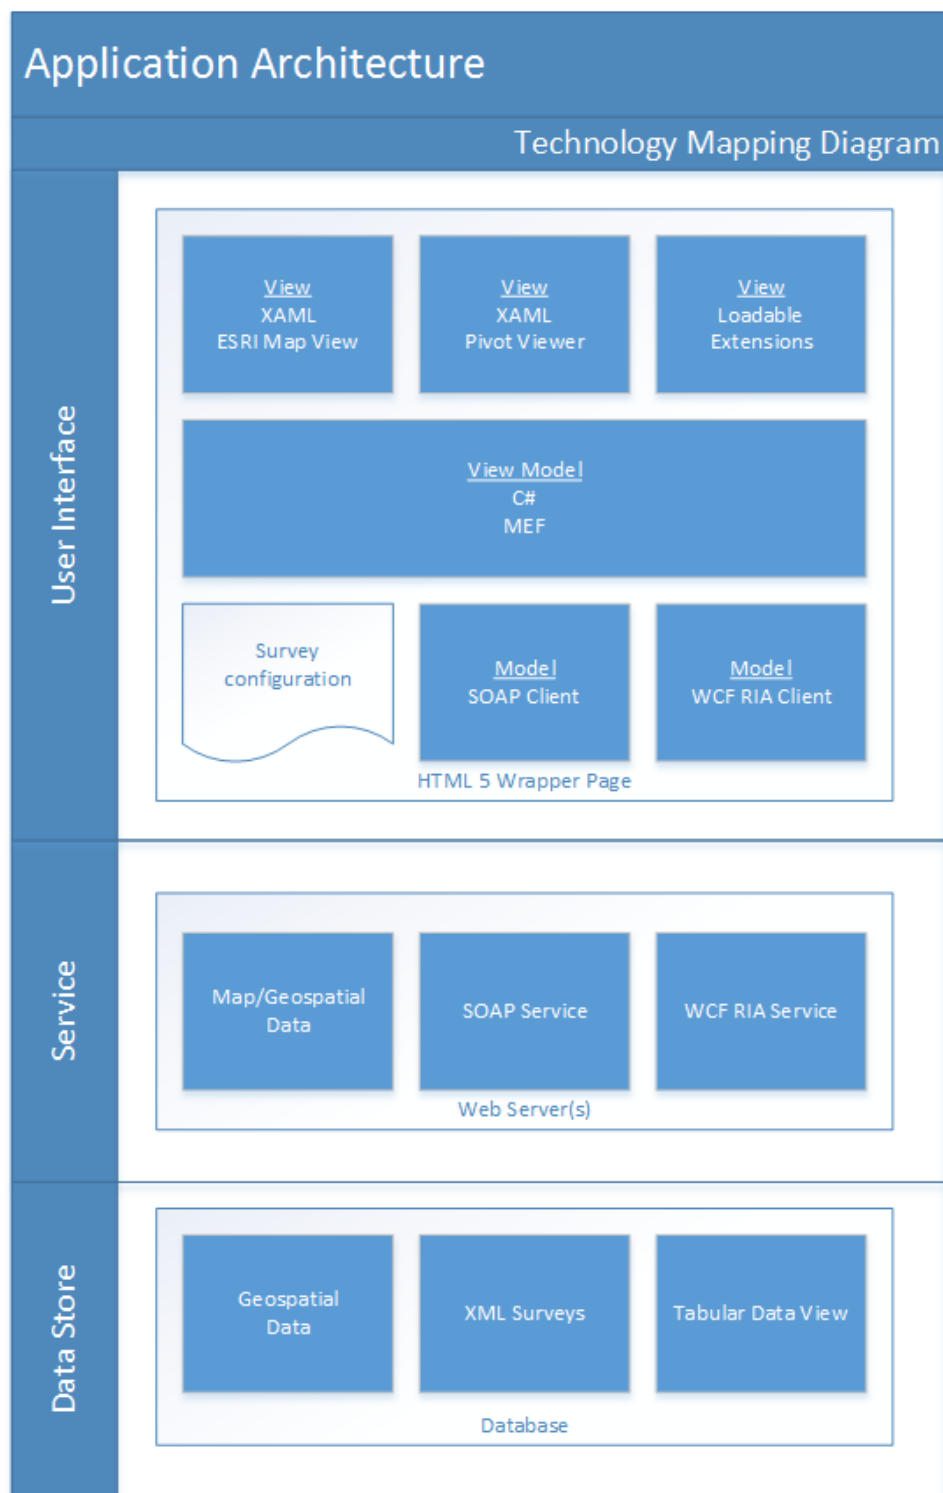 Application Architecture
Technology Mapping Diagram
User Interface
View
XAML
ESRI Map View
View
XAML
Pivot Viewer
View
Loadable
Extensions
View Model
C#
MEF
Survey
configuration
Model
SOAP Client
Model
WCF RIA Client
HTML 5 Wrapper Page
Service
Map/Geospatial
Data
SOAP Service
WCF RIA Service
Web Server(s)
Data Store
Geospatial
Data
XML Surveys
Tabular Data View
Database